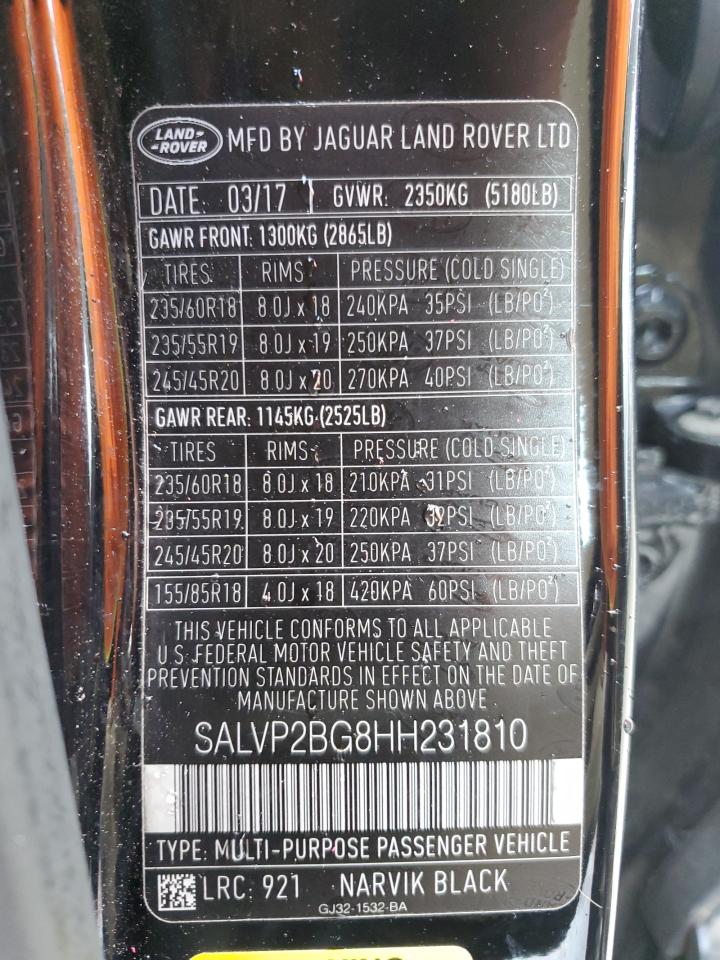 LAND-
-ROVER
MFD BY JAGUAR LAND ROVER LTD
DATE: 03/17 GVWR: 2350KG (5180LB)
GAWR FRONT: 1300KG (2865LB)
TIRES RIMS PRESSURE (COLD SINGLE)
235/60R18 8.0J x 18 240KPA 35PSI (LB/PO²)
235/55R19 8.0J x 19 250KPA 37PSI (LB/PO²)
245/45R20 8.0J x 20 270KPA 40PSI (LB/PO²)
GAWR REAR: 1145KG (2525LB)
TIRES RIMS PRESSURE (COLD SINGLE)
235/60R18 8.0J x 18 210KPA 31PSI (LB/PO²)
235/55R19 8.0J x 19 220KPA 32PSI (LB/PO²)
245/45R20 8.0J x 20 250KPA 37PSI (LB/PO²)
155/85R18 4.0J x 18 420KPA 60PSI (LB/PO²)
THIS VEHICLE CONFORMS TO ALL APPLICABLE
U.S. FEDERAL MOTOR VEHICLE SAFETY AND THEFT
PREVENTION STANDARDS IN EFFECT ON THE DATE OF
MANUFACTURE SHOWN ABOVE
SALVP2BG8HH231810
TYPE: MULTI-PURPOSE PASSENGER VEHICLE
LRC: 921 NARVIK BLACK
GJ32-1532-BA